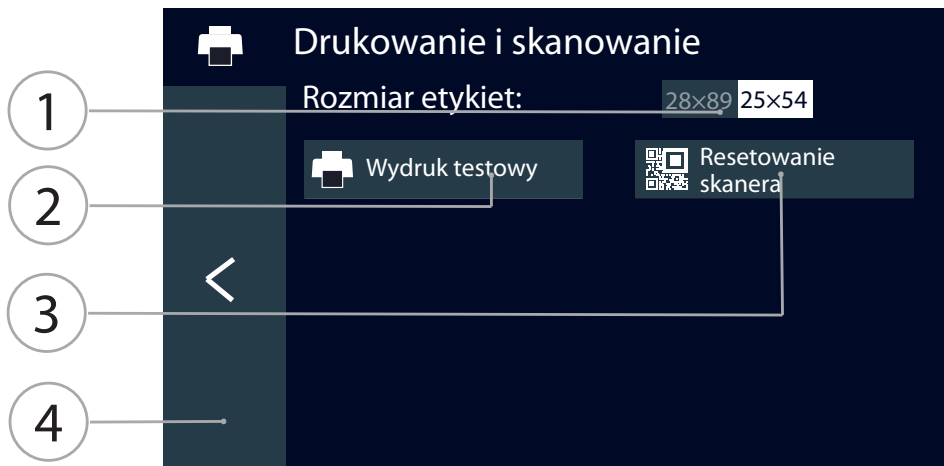 Drukowanie i skanowanie
1
Rozmiar etykiet:
28×89 25×54
2
Wydruk testowy
Resetowanie
skanera
3
4